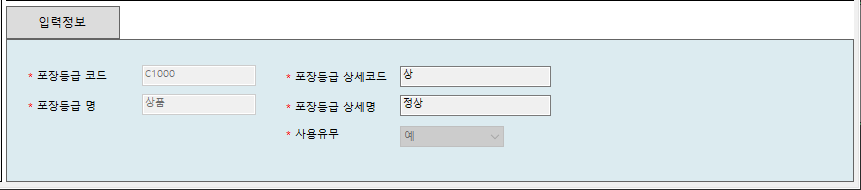 입력정보
* 포장등급 코드 C1000 * 포장등급 상세코드 상
* 포장등급 명 상품 * 포장등급 상세명 정상
* 사용유무 예